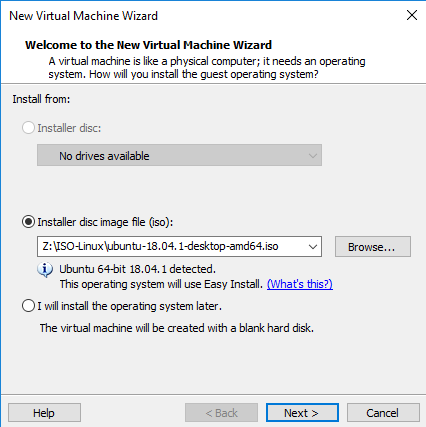 New Virtual Machine Wizard
Welcome to the New Virtual Machine Wizard
A virtual machine is like a physical computer; it needs an operating
system. How will you install the guest operating system?
Install from:
Installer disc:
No drives available
Installer disc image file (iso):
Z:\ISO-Linux\ubuntu-18.04.1-desktop-amd64.iso
Browse...
Ubuntu 64-bit 18.04.1 detected.
This operating system will use Easy Install. (What's this?)
I will install the operating system later.
The virtual machine will be created with a blank hard disk.
Help < Back Next > Cancel